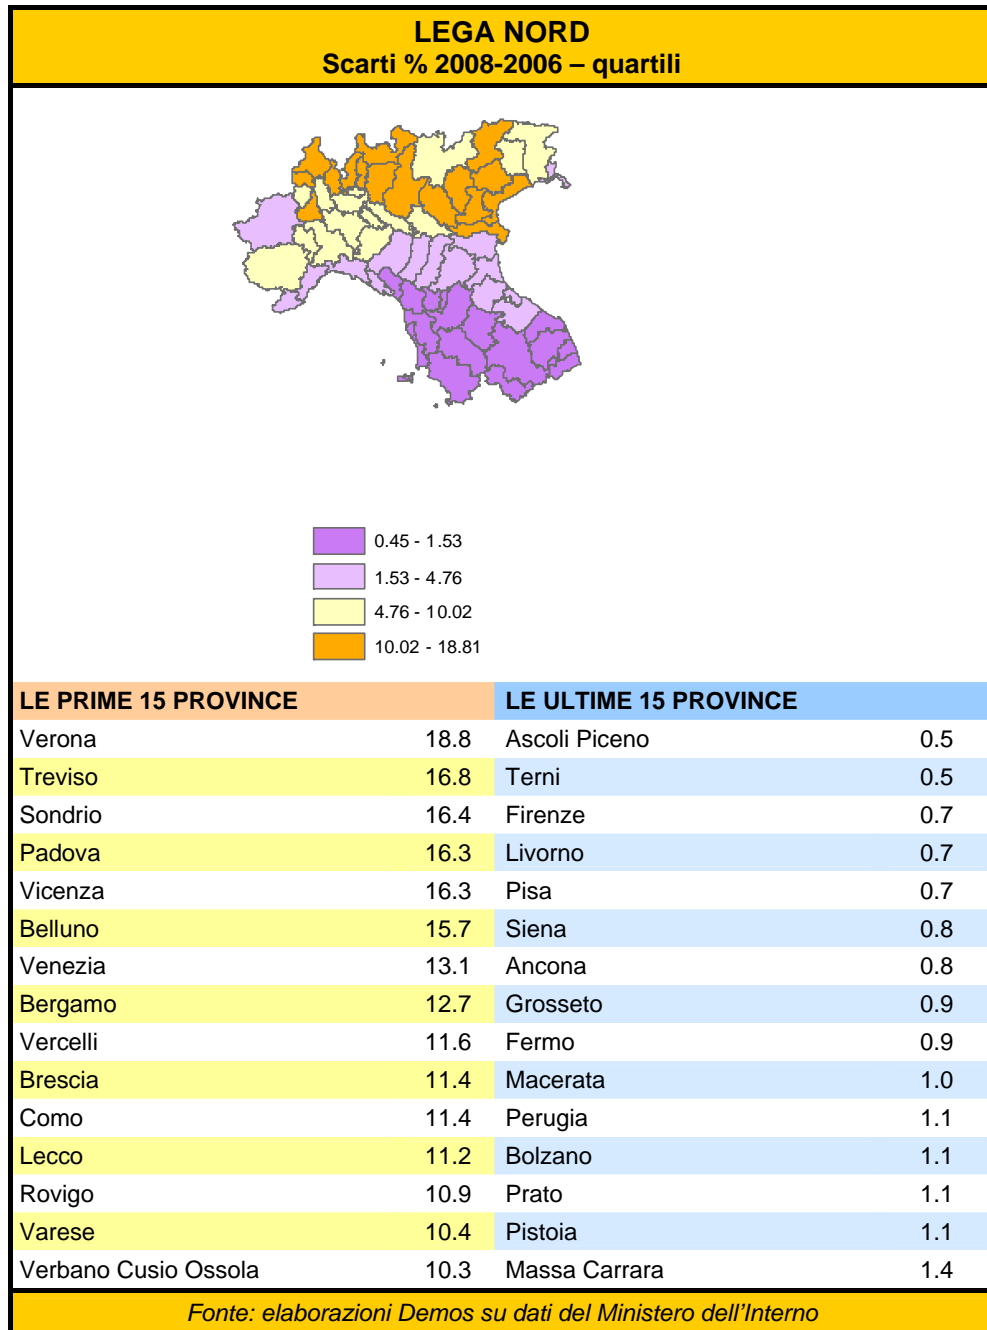 LEGA NORD
Scarti % 2008-2006 – quartili
0.45 - 1.53
1.53 - 4.76
4.76 - 10.02
10.02 - 18.81
LE PRIME 15 PROVINCE LE ULTIME 15 PROVINCE
Verona 18.8 Ascoli Piceno 0.5
Treviso 16.8 Terni 0.5
Sondrio 16.4 Firenze 0.7
Padova 16.3 Livorno 0.7
Vicenza 16.3 Pisa 0.7
Belluno 15.7 Siena 0.8
Venezia 13.1 Ancona 0.8
Bergamo 12.7 Grosseto 0.9
Vercelli 11.6 Fermo 0.9
Brescia 11.4 Macerata 1.0
Como 11.4 Perugia 1.1
Lecco 11.2 Bolzano 1.1
Rovigo 10.9 Prato 1.1
Varese 10.4 Pistoia 1.1
Verbano Cusio Ossola 10.3 Massa Carrara 1.4
Fonte: elaborazioni Demos su dati del Ministero dell'Interno